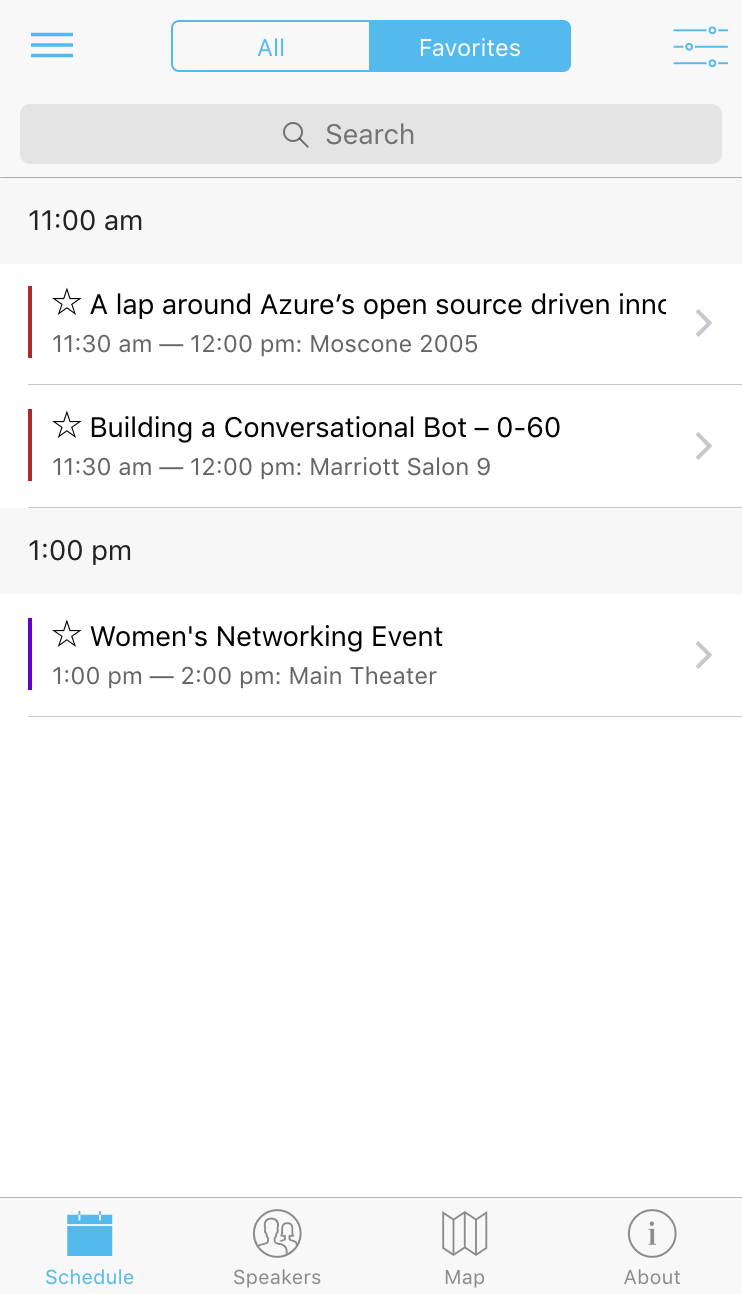 All Favorites
Search
11:00 am
☆ A lap around Azure’s open source driven
11:30 am — 12:00 pm: Moscone 2005
☆ Building a Conversational Bot – 0-60
11:30 am — 12:00 pm: Marriott Salon 9
1:00 pm
☆ Women's Networking Event
1:00 pm — 2:00 pm: Main Theater
Schedule Speakers Map About